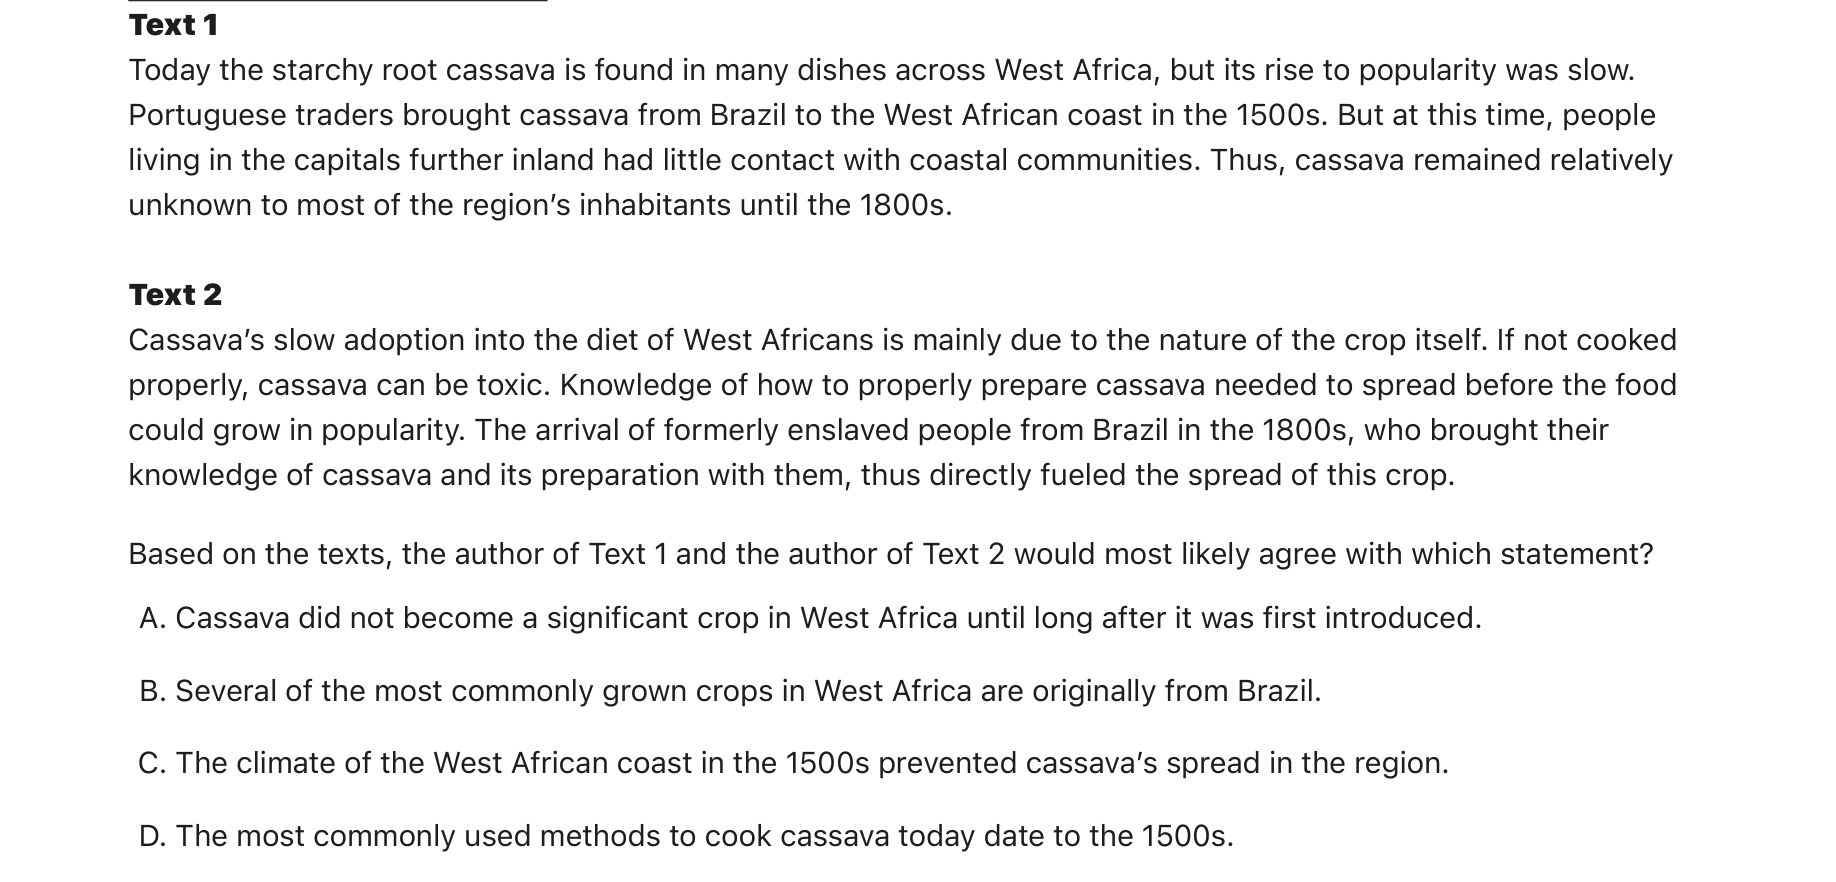 Text 1
Today the starchy root cassava is found in many dishes across West Africa, but its rise to popularity was slow.
Portuguese traders brought cassava from Brazil to the West African coast in the 1500s. But at this time, people
living in the capitals further inland had little contact with coastal communities. Thus, cassava remained relatively
unknown to most of the region’s inhabitants until the 1800s.
Text 2
Cassava’s slow adoption into the diet of West Africans is mainly due to the nature of the crop itself. If not cooked
properly, cassava can be toxic. Knowledge of how to properly prepare cassava needed to spread before the food
could grow in popularity. The arrival of formerly enslaved people from Brazil in the 1800s, who brought their
knowledge of cassava and its preparation with them, thus directly fueled the spread of this crop.
Based on the texts, the author of Text 1 and the author of Text 2 would most likely agree with which statement?
A. Cassava did not become a significant crop in West Africa until long after it was first introduced.
B. Several of the most commonly grown crops in West Africa are originally from Brazil.
C. The climate of the West African coast in the 1500s prevented cassava’s spread in the region.
D. The most commonly used methods to cook cassava today date to the 1500s.